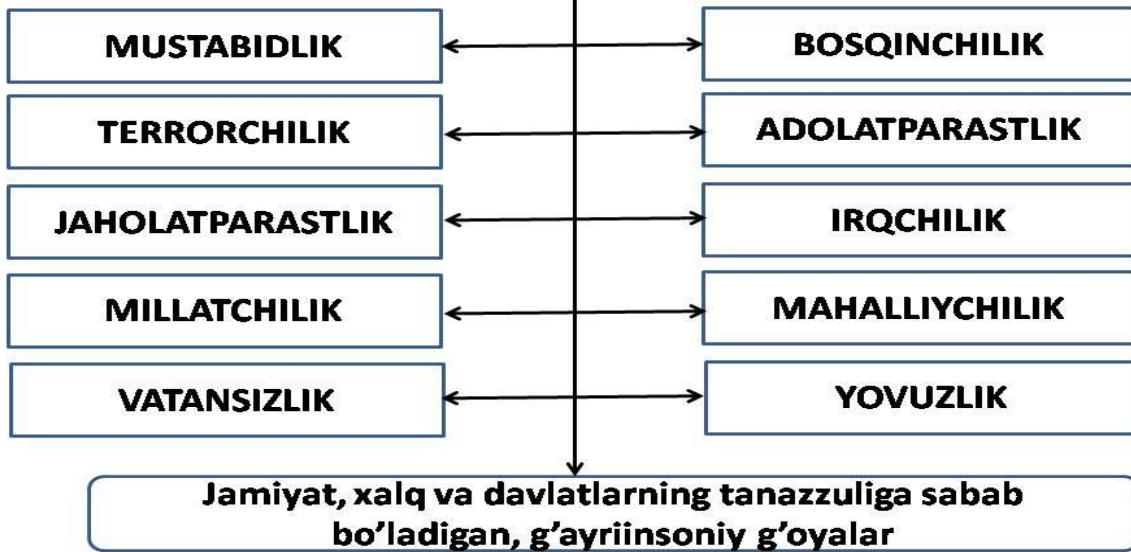 MUSTABIDLIK
BOSQINCHILIK
TERRORCHILIK
ADOLATPARASTLIK
JAHOLATPARASTLIK
IRQCHILIK
MILLATCHILIK
MAHALLIYCHILIK
VATANSIZLIK
YOVUZLIK
Jamiyat, xalq va davlatlarning tanazzuliga sabab
bo’ladigan, g’ayriinsoniy g’oyalar